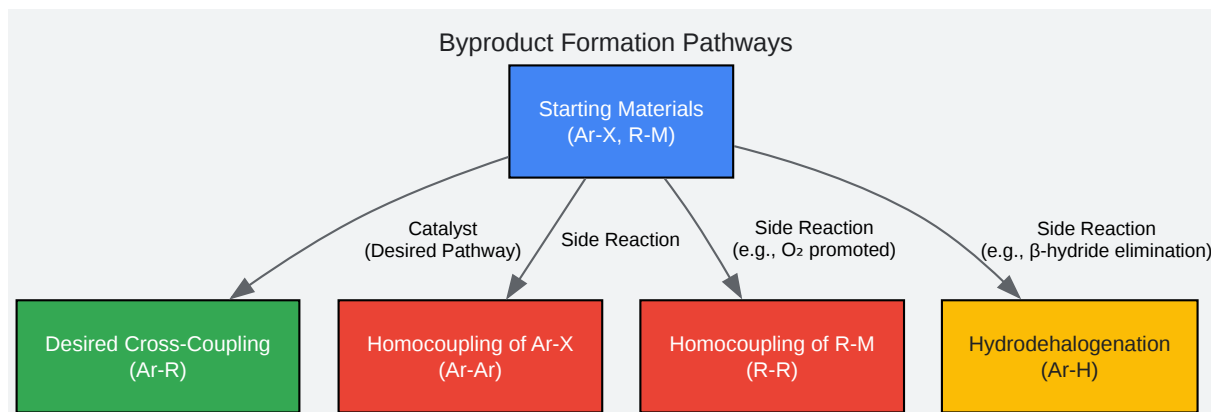 Byproduct Formation Pathways
Starting Materials
(Ar-X, R-M)
Catalyst
(Desired Pathway)
Side Reaction
Side Reaction
(e.g., O₂ promoted)
Side Reaction
(e.g., β-hydride elimination)
Desired Cross-Coupling
(Ar-R)
Homocoupling of Ar-X
(Ar-Ar)
Homocoupling of R-M
(R-R)
Hydrodehalogenation
(Ar-H)